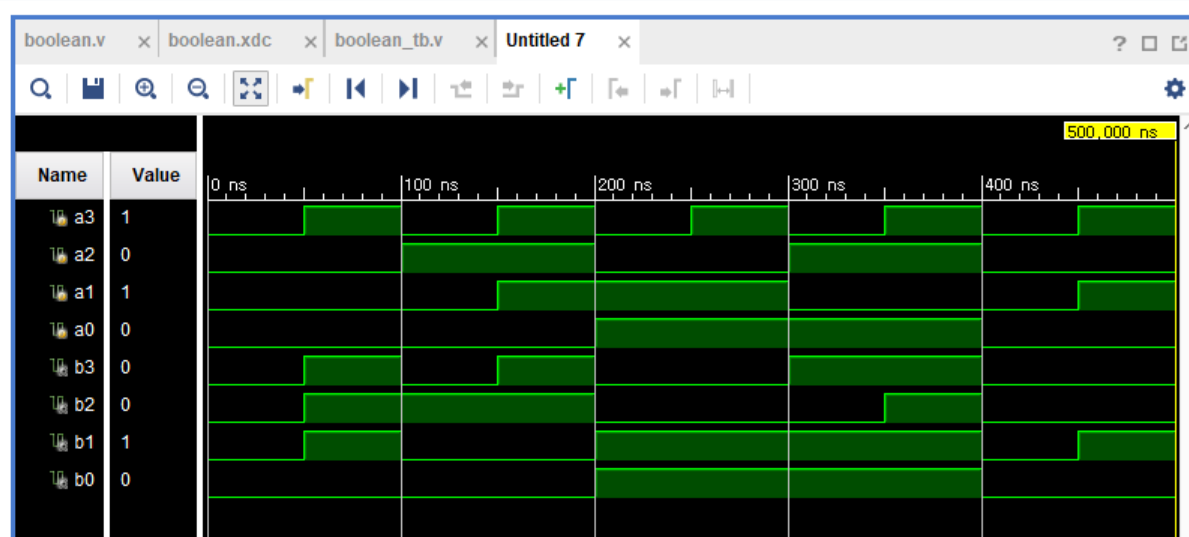 boolean.v × boolean.xdc × boolean_tb.v × Untitled 7 × ?
500,000 ns
Name Value
0 ns 100 ns 200 ns 300 ns 400 ns
a3 1
a2 0
a1 1
a0 0
b3 0
b2 0
b1 1
b0 0